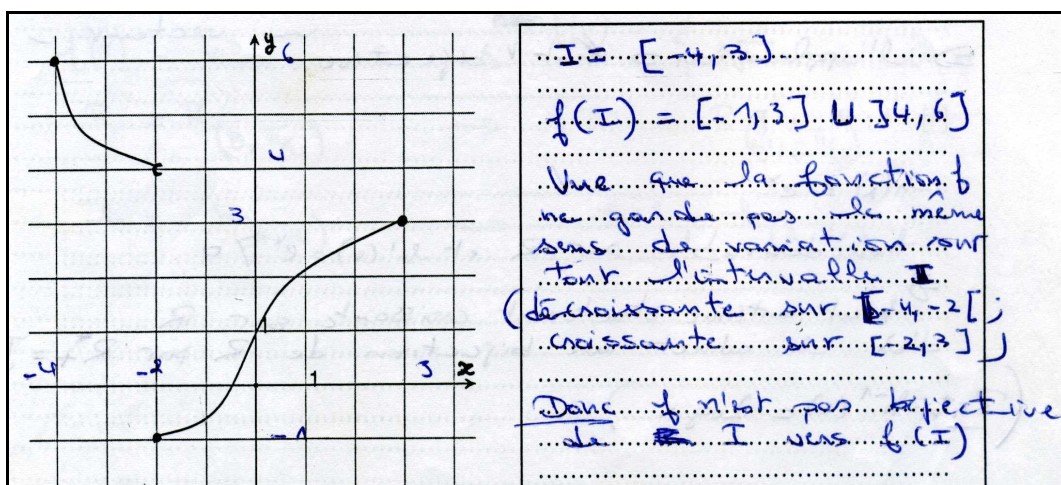 y
6
4
3
-4
-2
1
3
x
-1
I = [-4,3]
f(I) = [-1,3] U ]4,6]
Vue que la fonction f
ne garde pas le même
sens de variation sur
tout l'intervalle I
(décroissante sur [-4,-2[ ;
croissante sur [-2,3] )
Donc f n'est pas bijective
de I vers f(I)